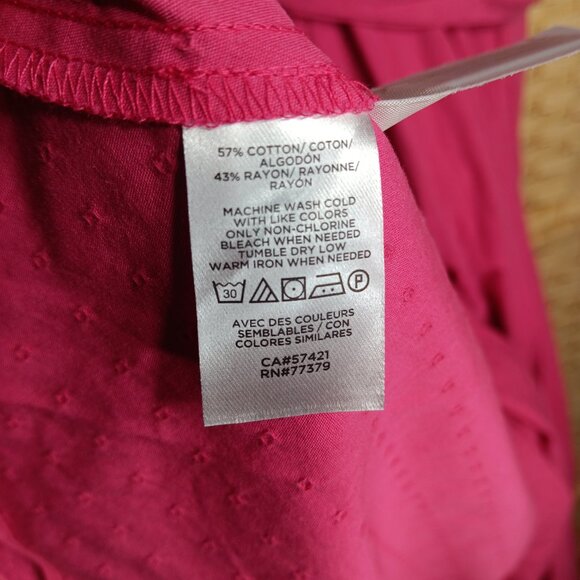 57% COTTON/ COTON/
ALGODÓN
43% RAYON/ RAYONNE/
RAYÓN
MACHINE WASH COLD
WITH LIKE COLORS
ONLY NON-CHLORINE
BLEACH WHEN NEEDED
TUMBLE DRY LOW
WARM IRON WHEN NEEDED
30 P
AVEC DES COULEURS
SEMBLABLES / CON
COLORES SIMILARES
CA#57421
RN#77379